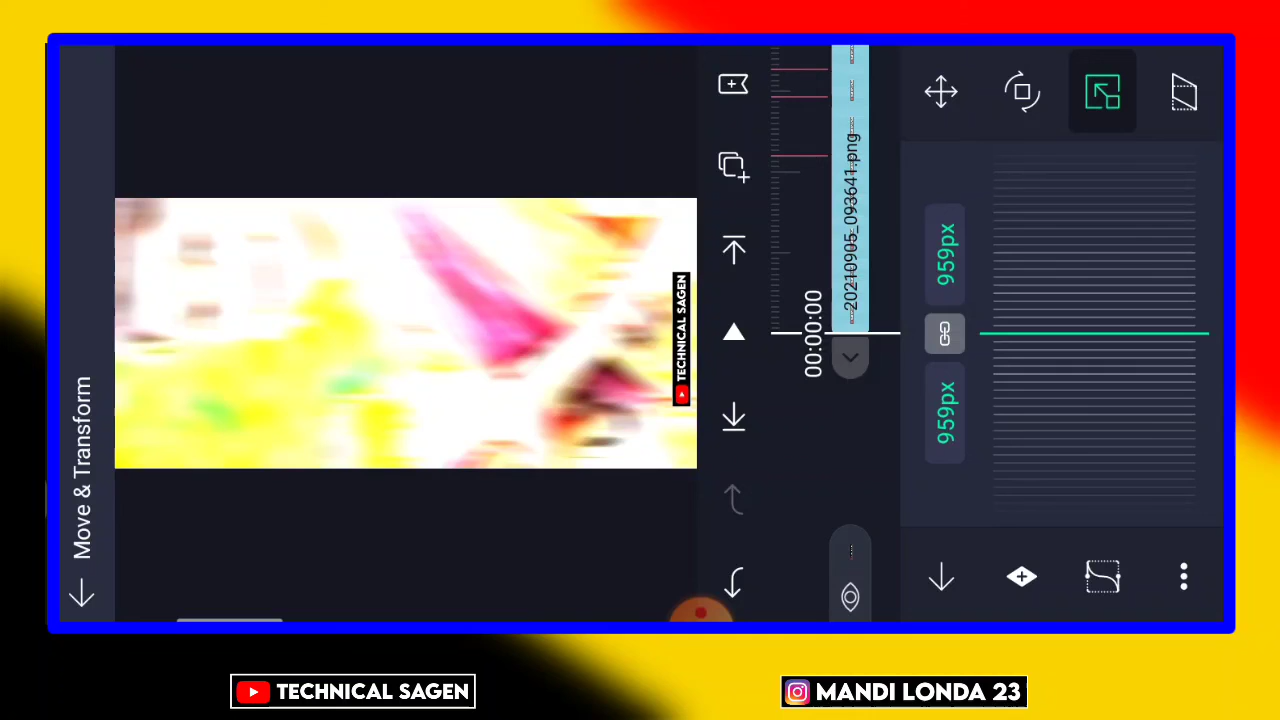 Move & Transform
TECHNICAL SAGEN
00:00:00
20210905_093641.png
959px
959px
TECHNICAL SAGEN
MANDI LONDA 23